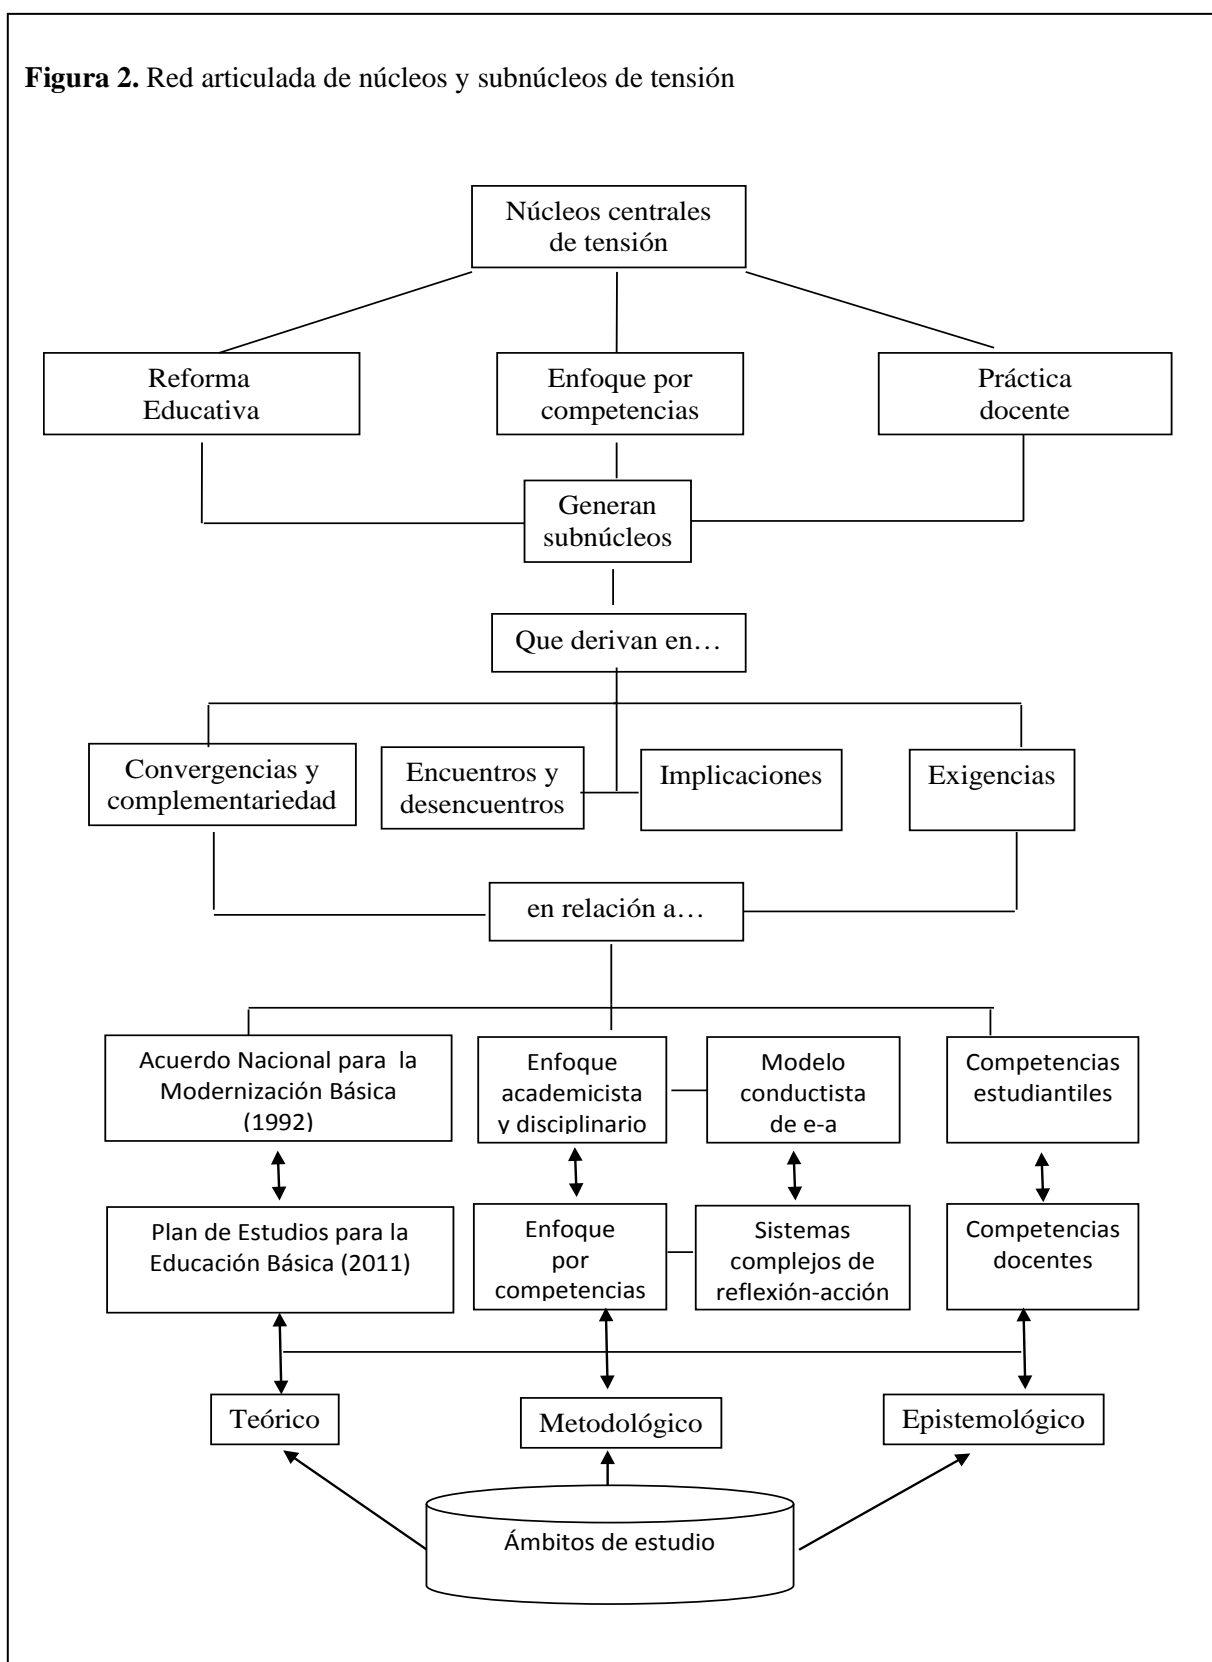 Figura 2. Red articulada de núcleos y subnúcleos de tensión
Núcleos centrales
de tensión
Reforma
Educativa
Enfoque por
competencias
Práctica
docente
Generan
subnúcleos
Que derivan en…
Convergencias y
complementariedad
Encuentros y
desencuentros
Implicaciones
Exigencias
en relación a…
Acuerdo Nacional para la
Modernización Básica
(1992)
Enfoque
academicista
y disciplinario
Modelo
conductista
de e-a
Competencias
estudiantiles
Plan de Estudios para la
Educación Básica (2011)
Enfoque
por
competencias
Sistemas
complejos de
reflexión-acción
Competencias
docentes
Teórico
Metodológico
Epistemológico
Ámbitos de estudio